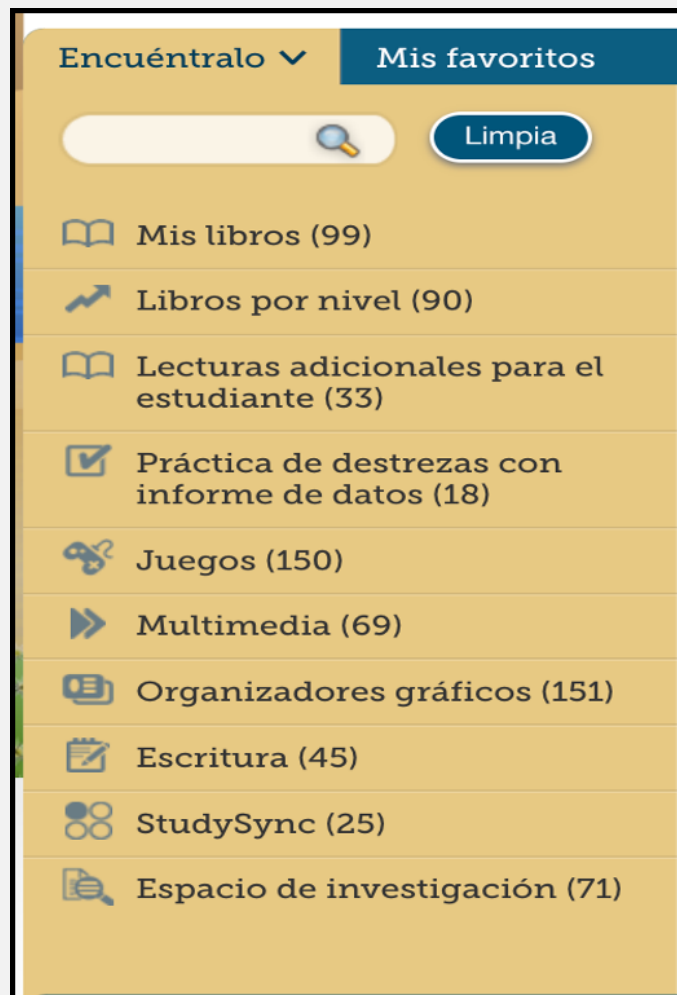 Encuéntralo
Mis favoritos
Limpia
Mis libros (99)
Libros por nivel (90)
Lecturas adicionales para el
estudiante (33)
Práctica de destrezas con
informe de datos (18)
Juegos (150)
Multimedia (69)
Organizadores gráficos (151)
Escritura (45)
StudySync (25)
Espacio de investigación (71)